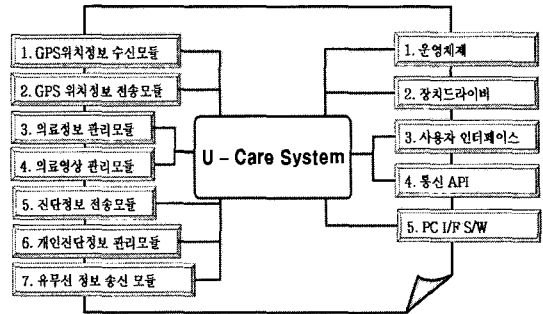 1. GPS위치정보 수신모듈
2. GPS 위치정보 전송모듈
3. 의료정보 관리모듈
4. 의료영상 관리모듈
5. 진단정보 전송모듈
6. 개인진단정보 관리모듈
7. 유무선 정보 송신 모듈
U – Care System
1. 운영체제
2. 장치드라이버
3. 사용자 인터페이스
4. 통신 API
5. PC I/F S/W